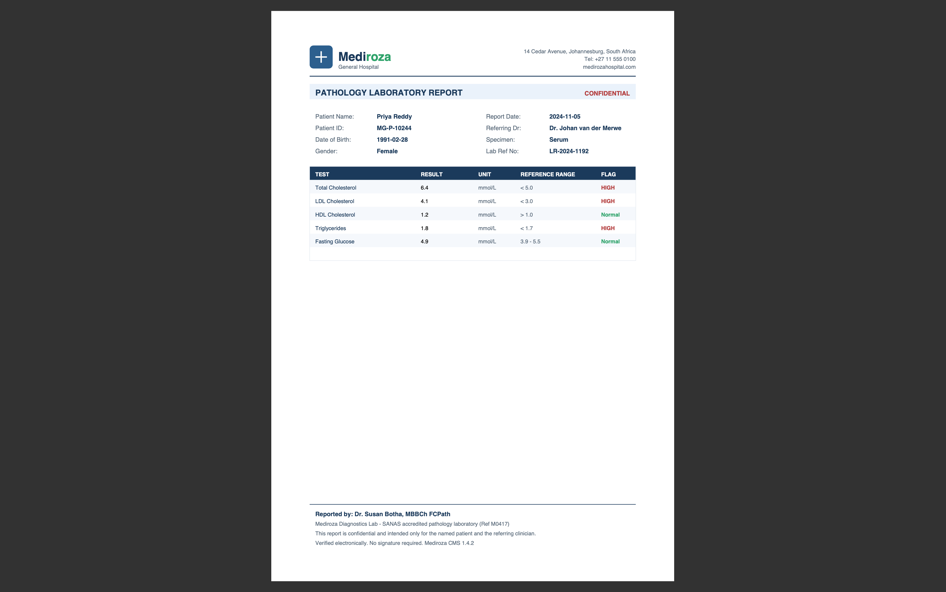 Mediroza
General Hospital
14 Cedar Avenue, Johannesburg, South Africa
Tel: +27 11 555 0100
medirozahospital.com
PATHOLOGY LABORATORY REPORT CONFIDENTIAL
Patient Name: Priya Reddy Report Date: 2024-11-05
Patient ID: MG-P-10244 Referring Dr: Dr. Johan van der Merwe
Date of Birth: 1991-02-28 Specimen: Serum
Gender: Female Lab Ref No: LR-2024-1192
TEST RESULT UNIT REFERENCE RANGE FLAG
Total Cholesterol 6.4 mmol/L < 5.0 HIGH
LDL Cholesterol 4.1 mmol/L < 3.0 HIGH
HDL Cholesterol 1.2 mmol/L > 1.0 Normal
Triglycerides 1.8 mmol/L < 1.7 HIGH
Fasting Glucose 4.9 mmol/L 3.9 - 5.5 Normal
Reported by: Dr. Susan Botha, MBBCh FCPath
Mediroza Diagnostics Lab - SANAS accredited pathology laboratory (Ref M0417)
This report is confidential and intended only for the named patient and the referring clinician.
Verified electronically. No signature required. Mediroza CMS 1.4.2